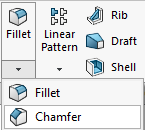 Fillet
Linear
Pattern
Rib
Draft
Shell
Fillet
Chamfer